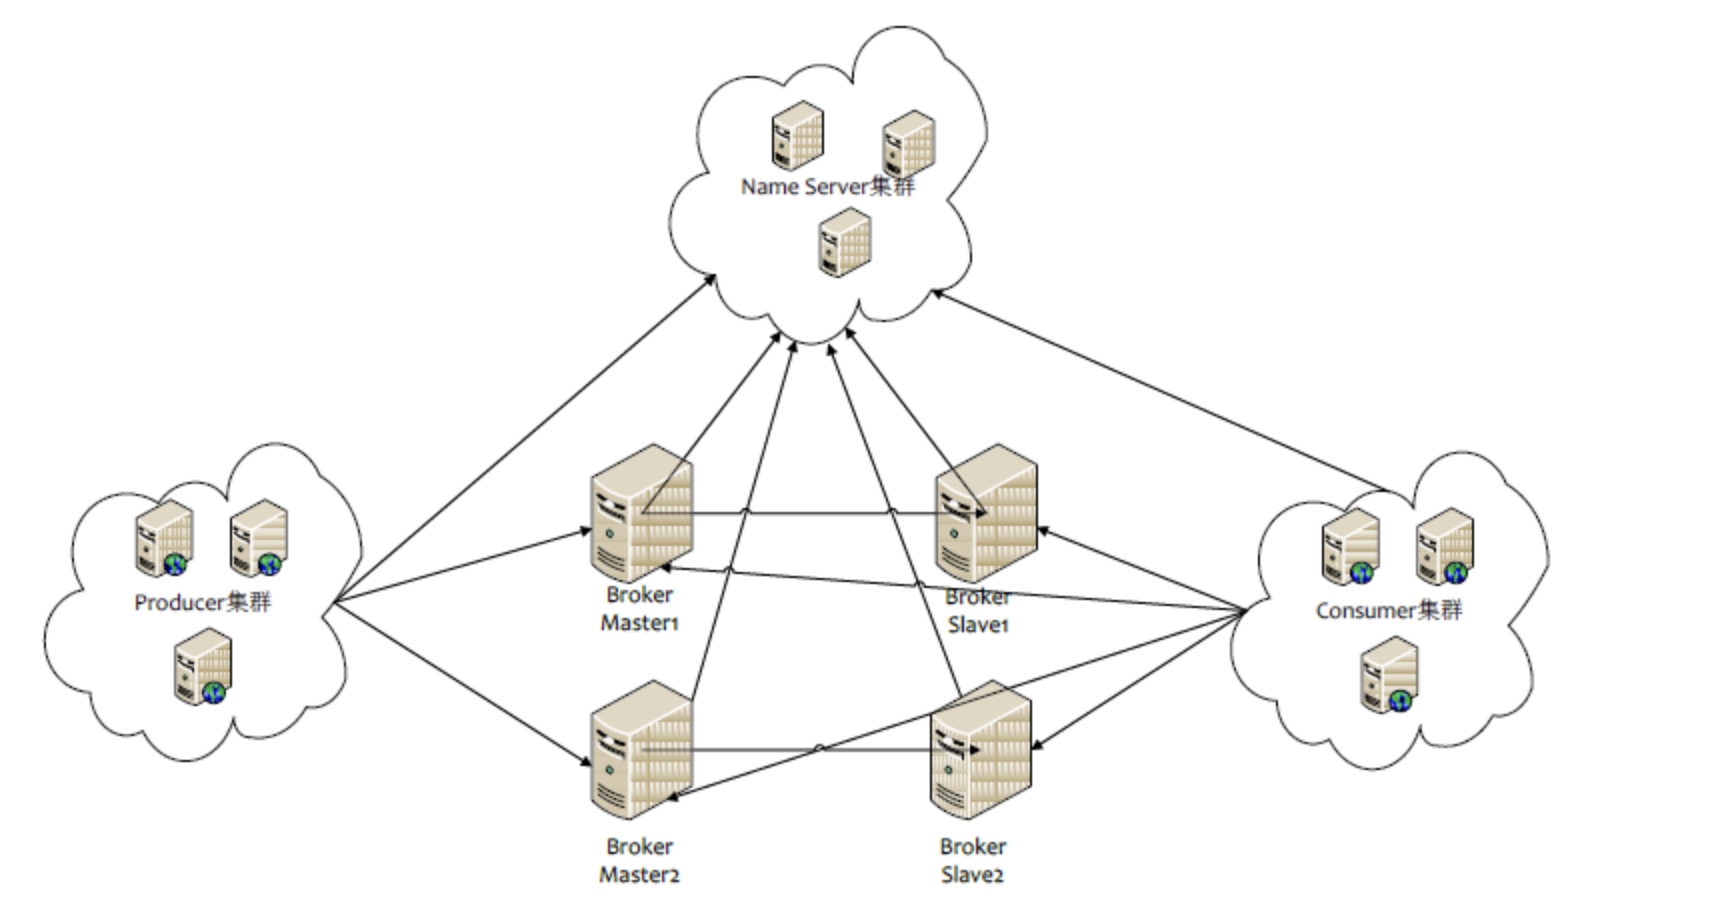 Name Server集群
Producer集群
Broker
Master1
Broker
Slave1
Consumer集群
Broker
Master2
Broker
Slave2